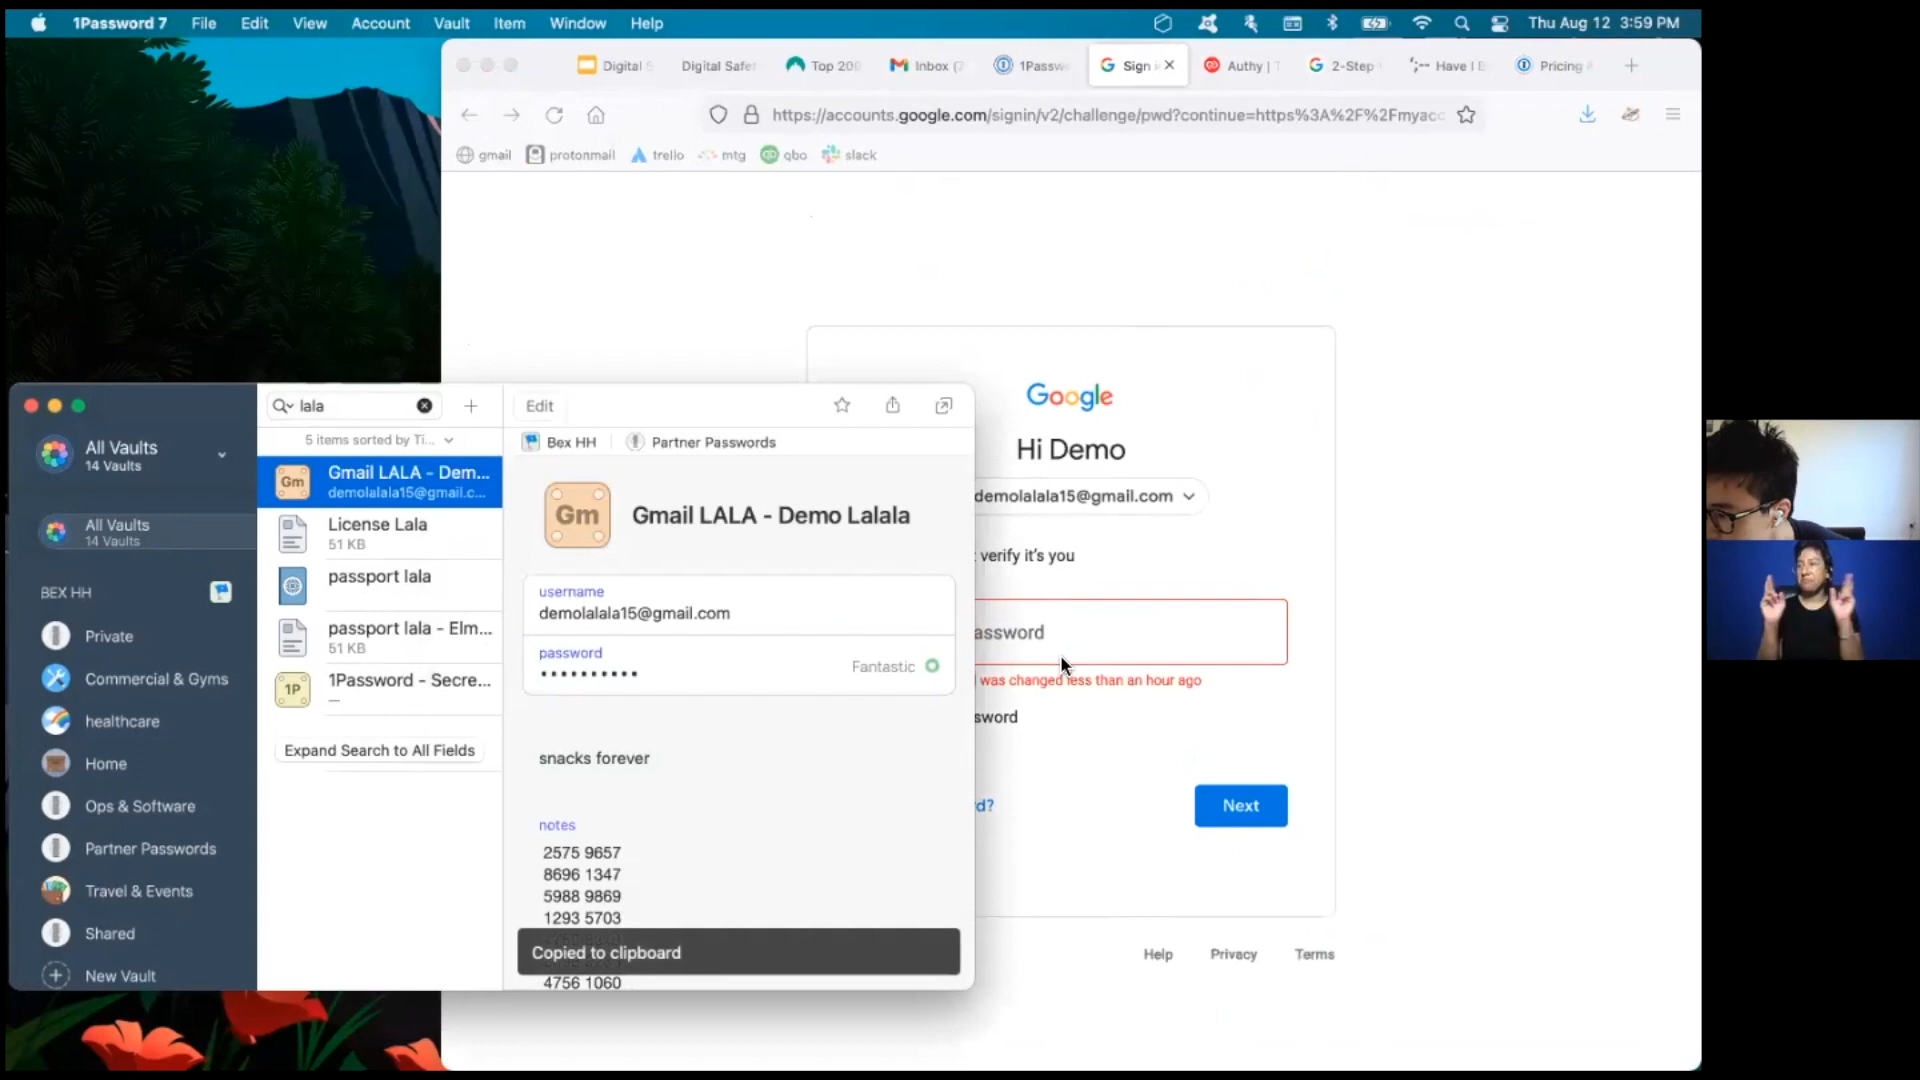 1Password 7 File Edit View Account Vault Item Window Help
Thu Aug 12 3:59 PM
Digital S
Digital Safe
Top 200
Inbox (
1Passw
Sign i
Authy | T
2-Step
Have I B
Pricing
https://accounts.google.com/signin/v2/challenge/pwd?continue=https%3A%2F%2Fmyacc
gmail protonmail trello mtg qbo slack
All Vaults
14 Vaults
All Vaults
14 Vaults
BEX HH
Private
Commercial & Gyms
healthcare
Home
Ops & Software
Partner Passwords
Travel & Events
Shared
New Vault
lala
5 items sorted by Ti...
Gm
Gmail LALA - Dem...
demolalala15@gmail.c...
License Lala
51 KB
passport lala
passport lala - Elm...
51 KB
1P
1Password - Secre...
—
Expand Search to All Fields
Edit
Bex HH Partner Passwords
Gm
Gmail LALA - Demo Lalala
username
demolalala15@gmail.com
password
••••••••••
Fantastic
snacks forever
notes
2575 9657
8696 1347
5988 9869
1293 5703
Copied to clipboard
4756 1060
Google
Hi Demo
demolalala15@gmail.com
verify it's you
assword
was changed less than an hour ago
sword
d?
Next
Help Privacy Terms